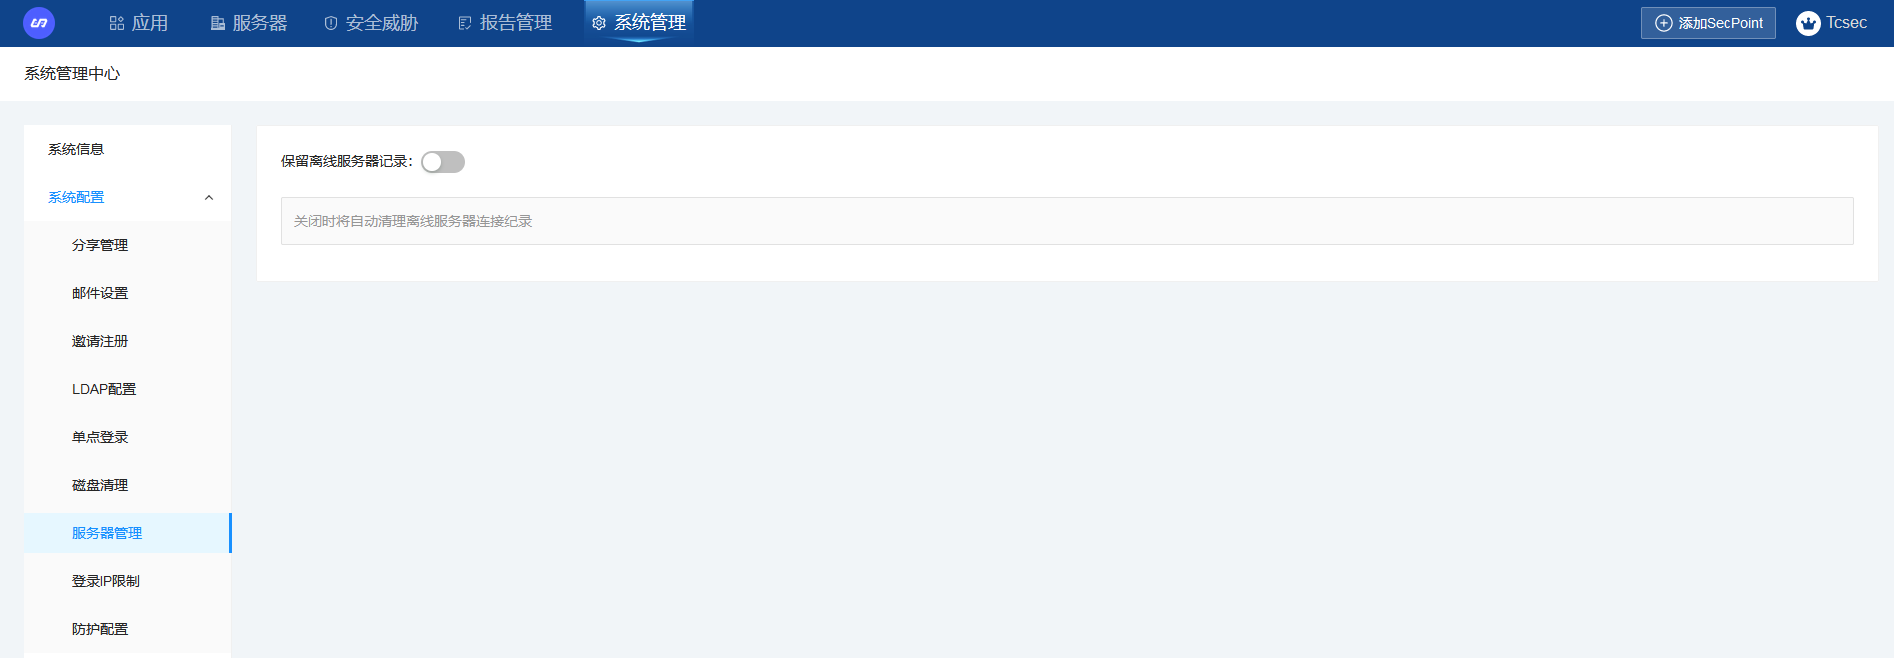 应用 服务器 安全威胁 报告管理 系统管理 添加SecPoint Tcsec
系统管理中心
系统信息
系统配置
分享管理
邮件设置
邀请注册
LDAP配置
单点登录
磁盘清理
服务器管理
登录IP限制
防护配置
保留离线服务器记录：
关闭时将自动清理离线服务器连接纪录